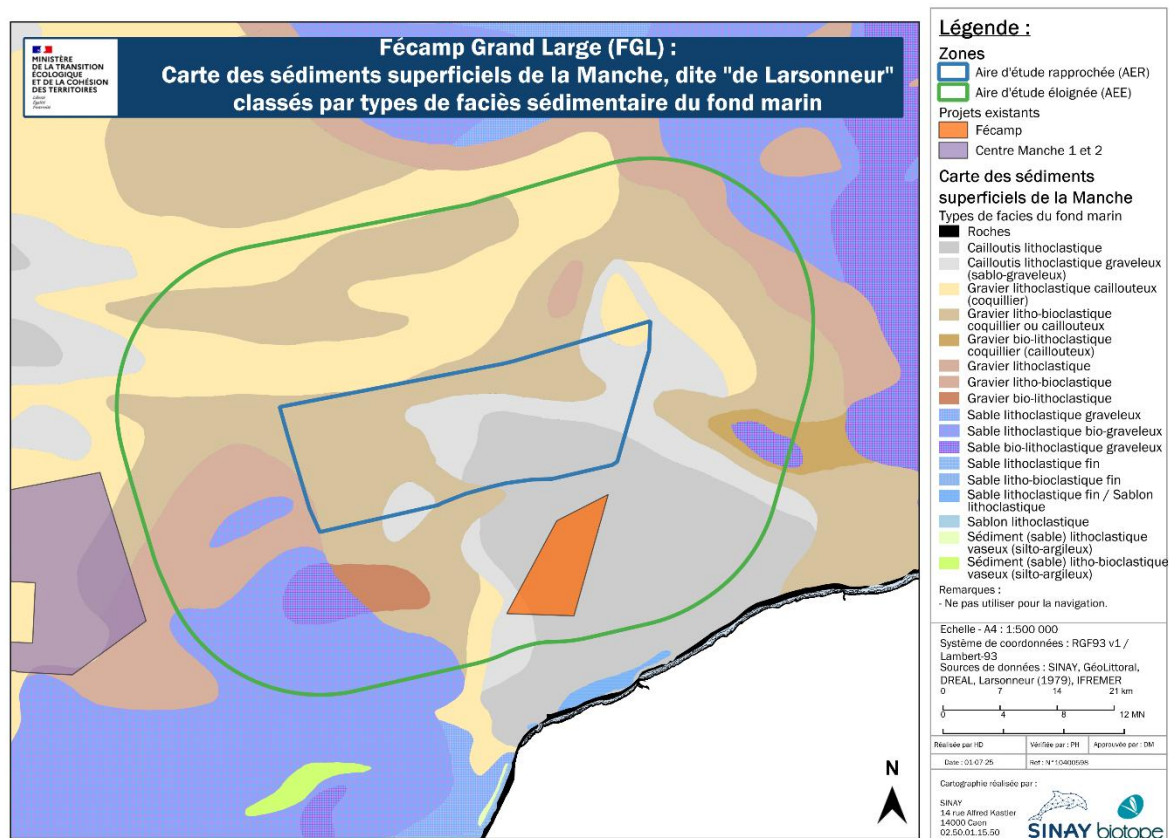 MINISTÈRE
DE LA TRANSITION
ÉCOLOGIQUE
ET DE LA COHÉSION
DES TERRITOIRES
Liberté
Égalité
Fraternité
Fécamp Grand Large (FGL) :
Carte des sédiments superficiels de la Manche, dite "de Larsonneur"
classés par types de faciès sédimentaire du fond marin
N
Légende :
Zones
Aire d'étude rapprochée (AER)
Aire d'étude éloignée (AEE)
Projets existants
Fécamp
Centre Manche 1 et 2
Carte des sédiments
superficiels de la Manche
Types de facies du fond marin
Roches
Cailloutis lithoclastique
Cailloutis lithoclastique graveleux
(sablo-graveleux)
Gravier lithoclastique caillouteux
(coquillier)
Gravier litho-bioclastique
coquillier ou caillouteux
Gravier bio-lithoclastique
coquillier (caillouteux)
Gravier lithoclastique
Gravier litho-bioclastique
Gravier bio-lithoclastique
Sable lithoclastique graveleux
Sable lithoclastique bio-graveleux
Sable bio-lithoclastique graveleux
Sable lithoclastique fin
Sable litho-bioclastique fin
Sable lithoclastique fin / Sablon
lithoclastique
Sablon lithoclastique
Sédiment (sable) lithoclastique
vaseux (silto-argileux)
Sédiment (sable) litho-bioclastique
vaseux (silto-argileux)
Remarques :
- Ne pas utiliser pour la navigation.
Echelle - A4 : 1:500 000
Système de coordonnées : RGF93 v1 /
Lambert-93
Sources de données : SINAY, GéoLittoral,
DREAL, Larsonneur (1979), IFREMER
0 7 14 21 km
0 4 8 12 MN
Réalisée par HD Vérifiée par : PH Approuvée par : DM
Date : 01-07-25 Ref : N°10400598
Cartographie réalisée par :
SINAY
14 rue Alfred Kastler
14000 Caen
02.50.01.15.50
SINAY biotope